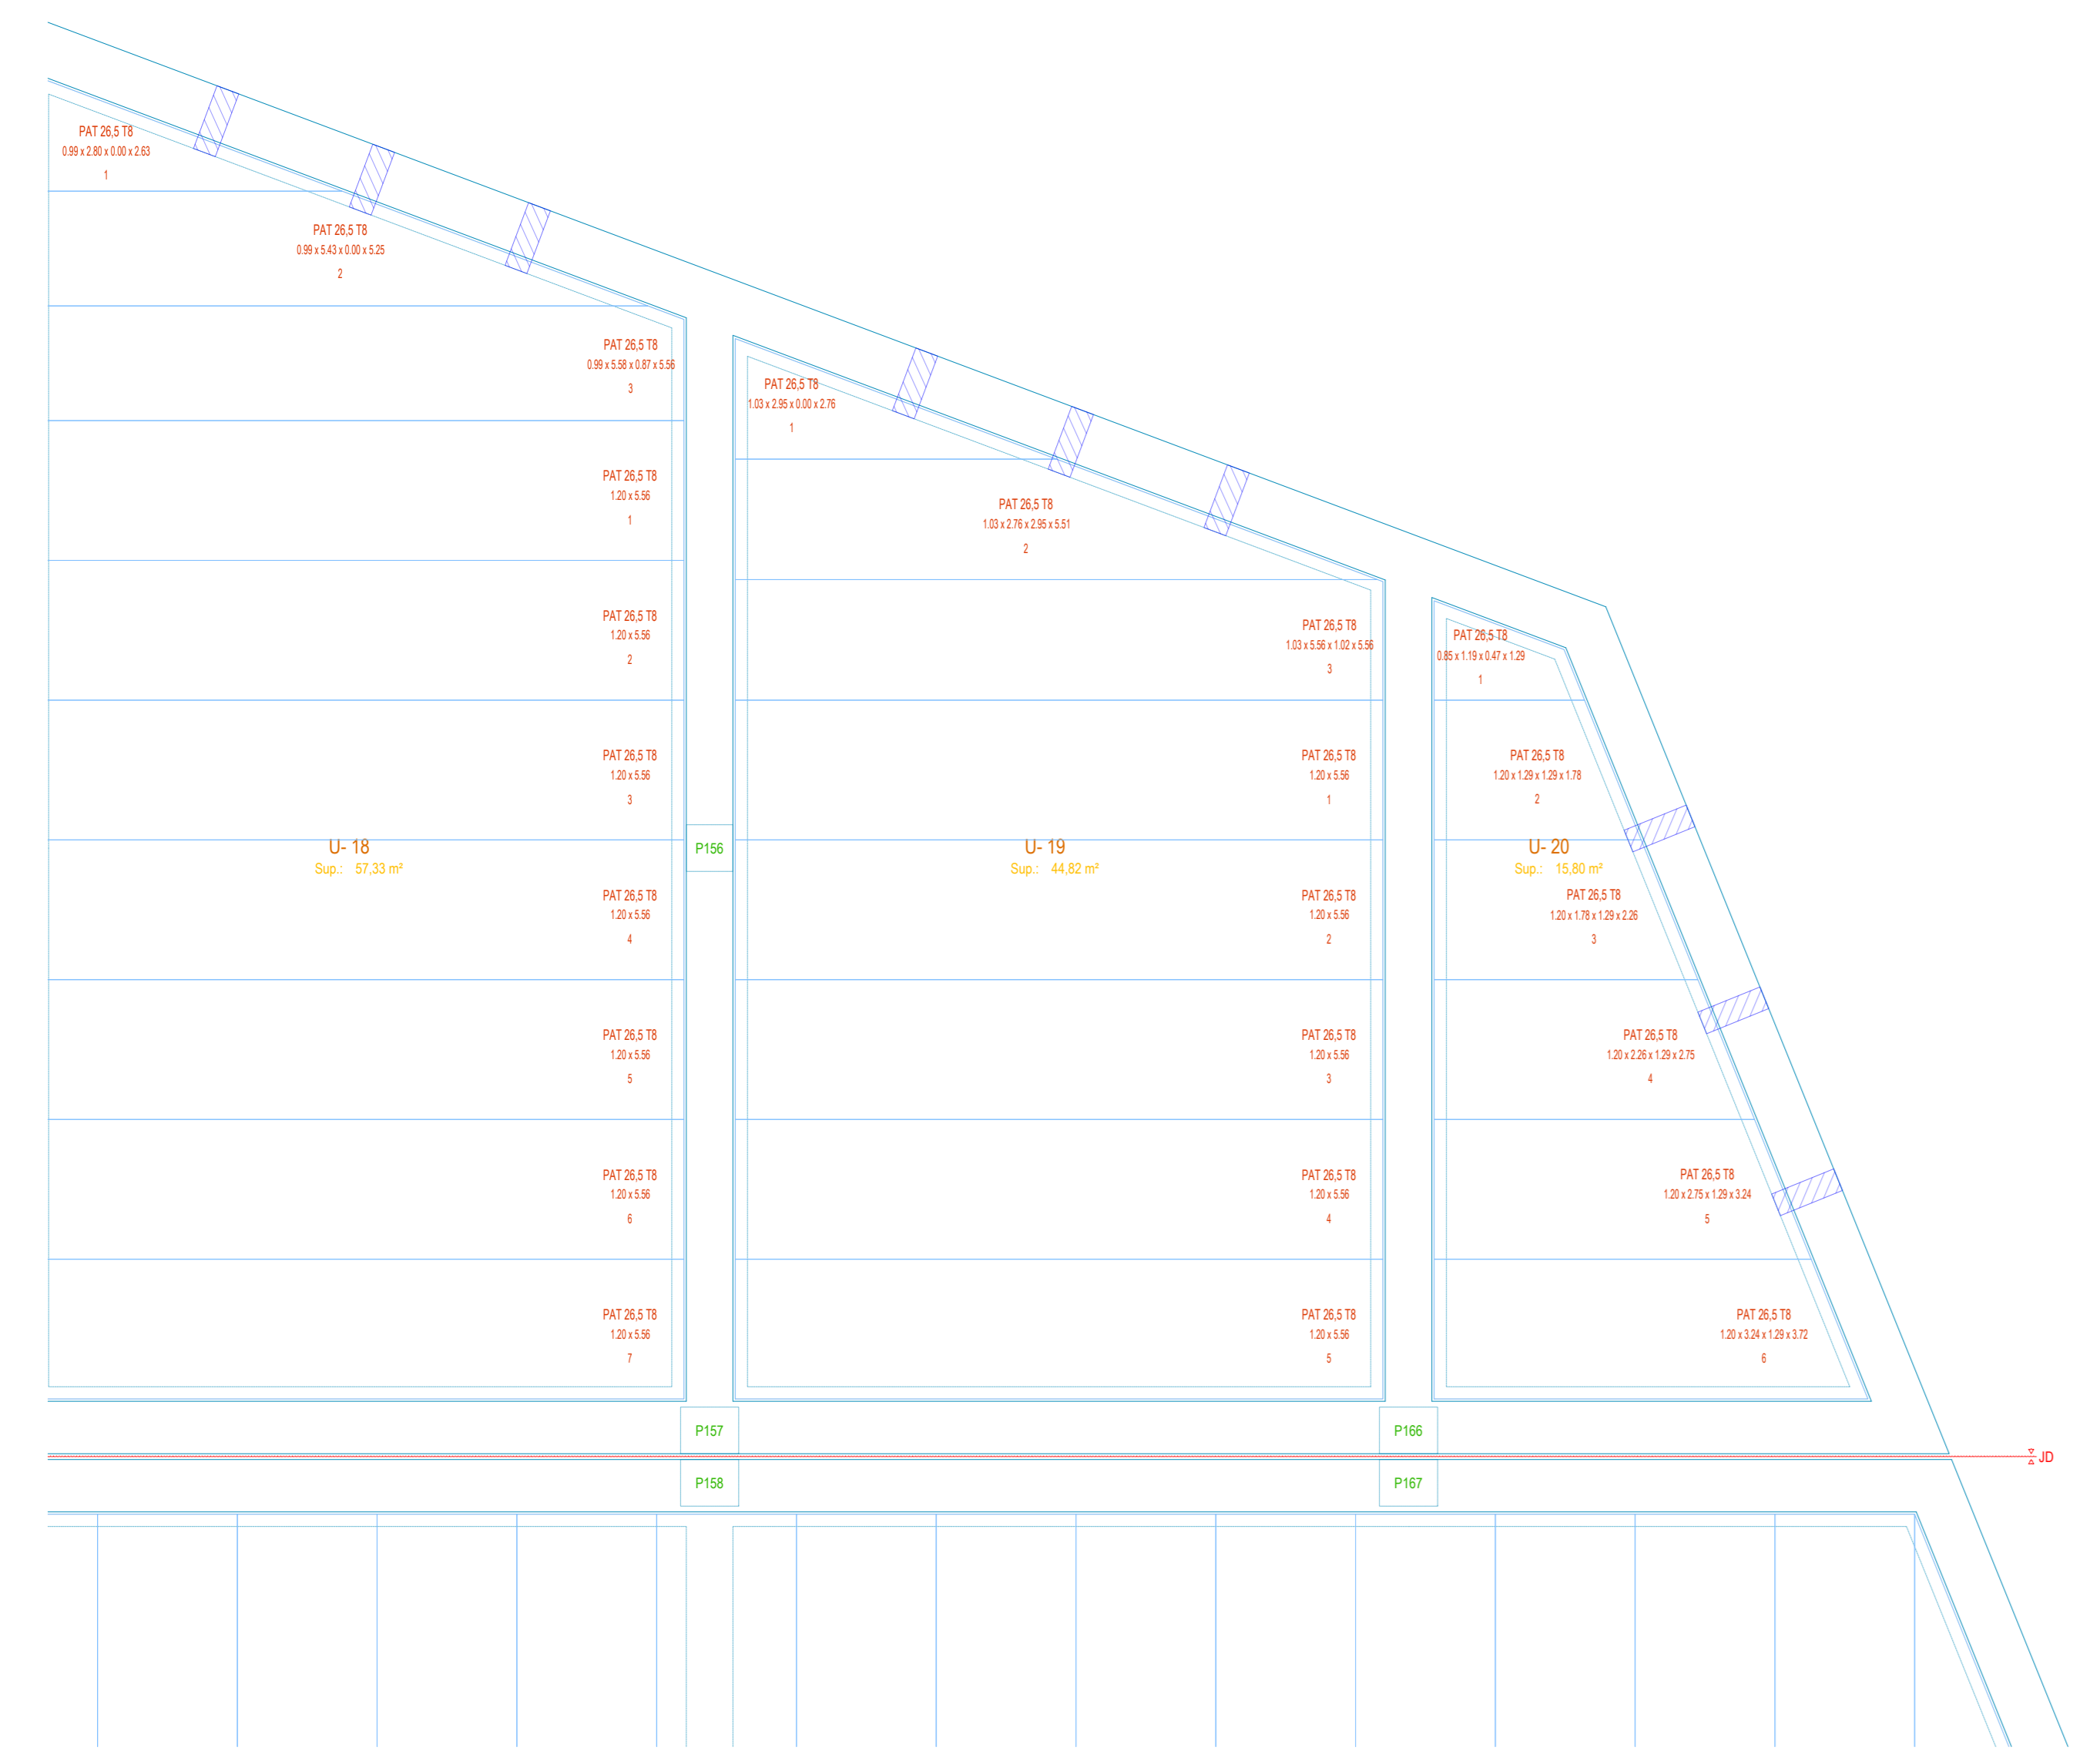 PAT 26,5 T8
0.99 x 2.80 x 0.00 x 2.63
1
PAT 26,5 T8
0.99 x 5.43 x 0.00 x 5.25
2
PAT 26,5 T8
0.99 x 5.58 x 0.87 x 5.56
3
PAT 26,5 T8
1.20 x 5.56
1
PAT 26,5 T8
1.20 x 5.56
2
PAT 26,5 T8
1.20 x 5.56
3
U- 18
Sup.: 57,33 m²
PAT 26,5 T8
1.20 x 5.56
4
PAT 26,5 T8
1.20 x 5.56
5
PAT 26,5 T8
1.20 x 5.56
6
PAT 26,5 T8
1.20 x 5.56
7
P156
P157
P158
PAT 26,5 T8
1.03 x 2.95 x 0.00 x 2.76
1
PAT 26,5 T8
1.03 x 2.76 x 2.95 x 5.51
2
PAT 26,5 T8
1.03 x 5.56 x 1.02 x 5.56
3
PAT 26,5 T8
1.20 x 5.56
1
U- 19
Sup.: 44,82 m²
PAT 26,5 T8
1.20 x 5.56
2
PAT 26,5 T8
1.20 x 5.56
3
PAT 26,5 T8
1.20 x 5.56
4
PAT 26,5 T8
1.20 x 5.56
5
P166
P167
PAT 26,5 T8
0.85 x 1.19 x 0.47 x 1.29
1
PAT 26,5 T8
1.20 x 1.29 x 1.29 x 1.78
2
U- 20
Sup.: 15,80 m²
PAT 26,5 T8
1.20 x 1.78 x 1.29 x 2.26
3
PAT 26,5 T8
1.20 x 2.26 x 1.29 x 2.75
4
PAT 26,5 T8
1.20 x 2.75 x 1.29 x 3.24
5
PAT 26,5 T8
1.20 x 3.24 x 1.29 x 3.72
6
JD